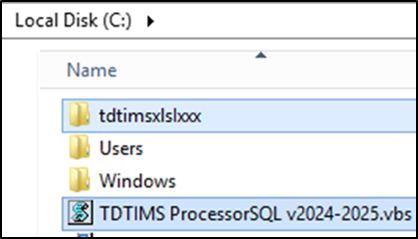 Local Disk (C:)
Name
tdtimsxlslxxx
Users
Windows
TDTIMS ProcessorSQL v2024-2025.vbs